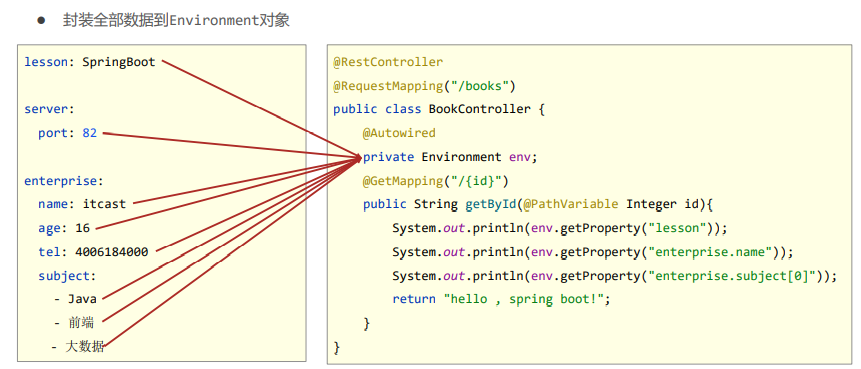 ● 封装全部数据到Environment对象
lesson: SpringBoot
server:
  port: 82
enterprise:
  name: itcast
  age: 16
  tel: 4006184000
  subject:
    - Java
    - 前端
    - 大数据
@RestController
@RequestMapping("/books")
public class BookController {
    @Autowired
    private Environment env;
    @GetMapping("/{id}")
    public String getById(@PathVariable Integer id){
        System.out.println(env.getProperty("lesson"));
        System.out.println(env.getProperty("enterprise.name"));
        System.out.println(env.getProperty("enterprise.subject[0]"));
        return "hello , spring boot!";
    }
}